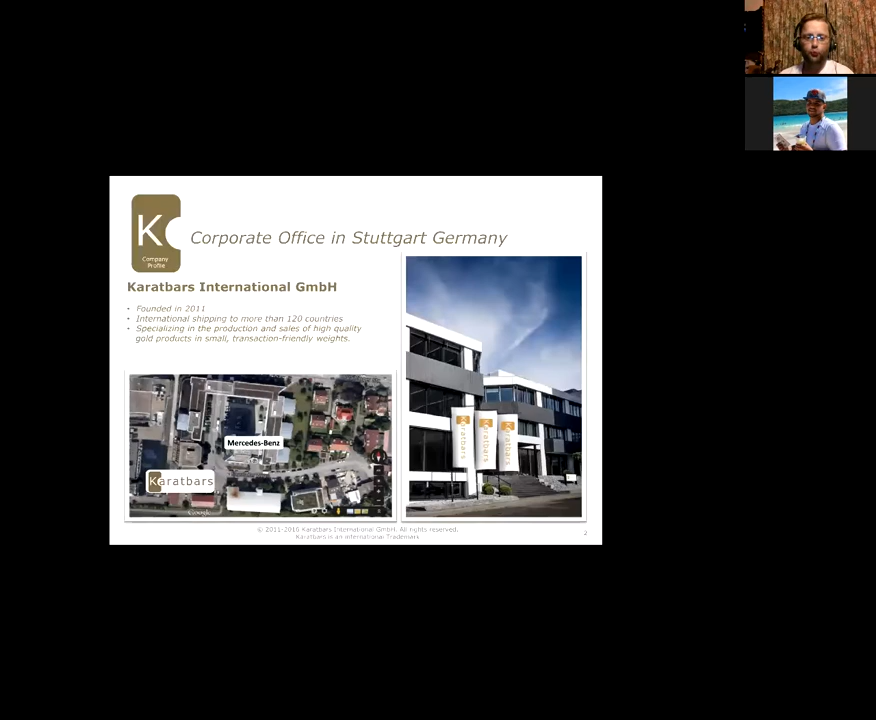 K
Company
Profile
Corporate Office in Stuttgart Germany
Karatbars International GmbH
• Founded in 2011
• International shipping to more than 120 countries
• Specializing in the production and sales of high quality
gold products in small, transaction-friendly weights.
Mercedes-Benz
Karatbars
Google
Karatbars
Karatbars
Karatbars
© 2011-2016 Karatbars International GmbH. All rights reserved.
Karatbars is an International Trademark
2